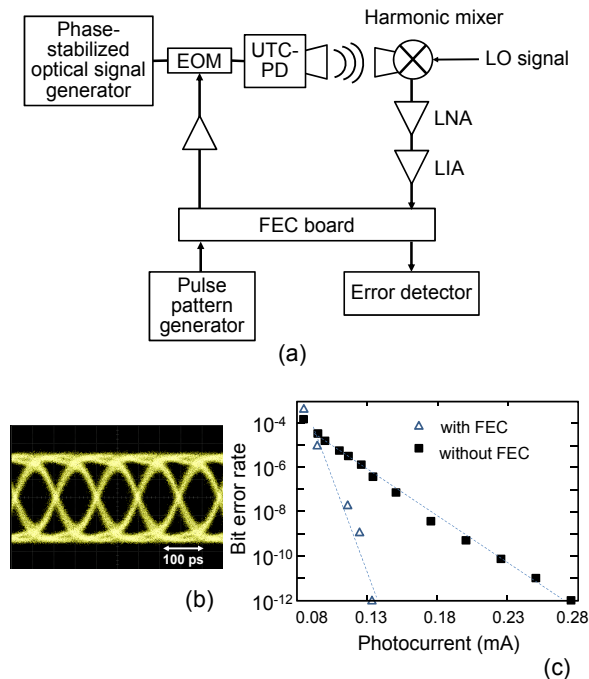 Harmonic mixer
Phase-
stabilized
optical signal
generator
EOM
UTC-
PD
LO signal
LNA
LIA
FEC board
Pulse
pattern
generator
Error detector
(a)
100 ps
(b)
Bit error rate
10-4
10-6
10-8
10-10
10-12
with FEC
without FEC
0.08 0.13 0.18 0.23 0.28
Photocurrent (mA)
(c)